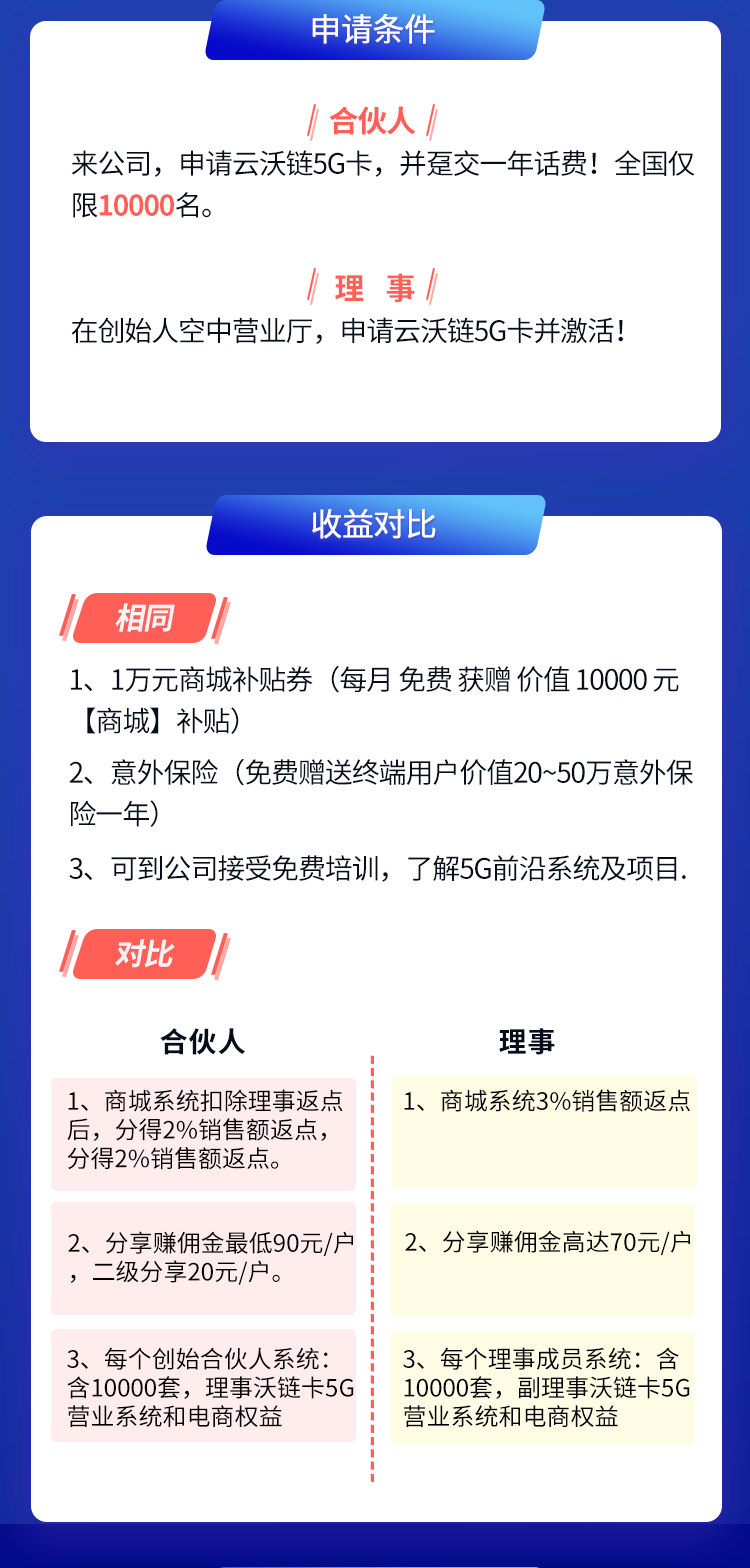 申请条件
合伙人
来公司，申请云沃链5G卡，并趸交一年话费！全国仅
限10000名。
理 事
在创始人空中营业厅，申请云沃链5G卡并激活！
收益对比
相同
1、1万元商城补贴券（每月 免费 获赠 价值 10000 元
【商城】补贴）
2、意外保险（免费赠送终端用户价值20~50万意外保
险一年）
3、可到公司接受免费培训，了解5G前沿系统及项目.
对比
合伙人
1、商城系统扣除理事返点
后，分得2%销售额返点，
分得2%销售额返点。
2、分享赚佣金最低90元/户
，二级分享20元/户。
3、每个创始合伙人系统：
含10000套，理事沃链卡5G
营业系统和电商权益
理事
1、商城系统3%销售额返点
2、分享赚佣金高达70元/户
3、每个理事成员系统：含
10000套，副理事沃链卡5G
营业系统和电商权益